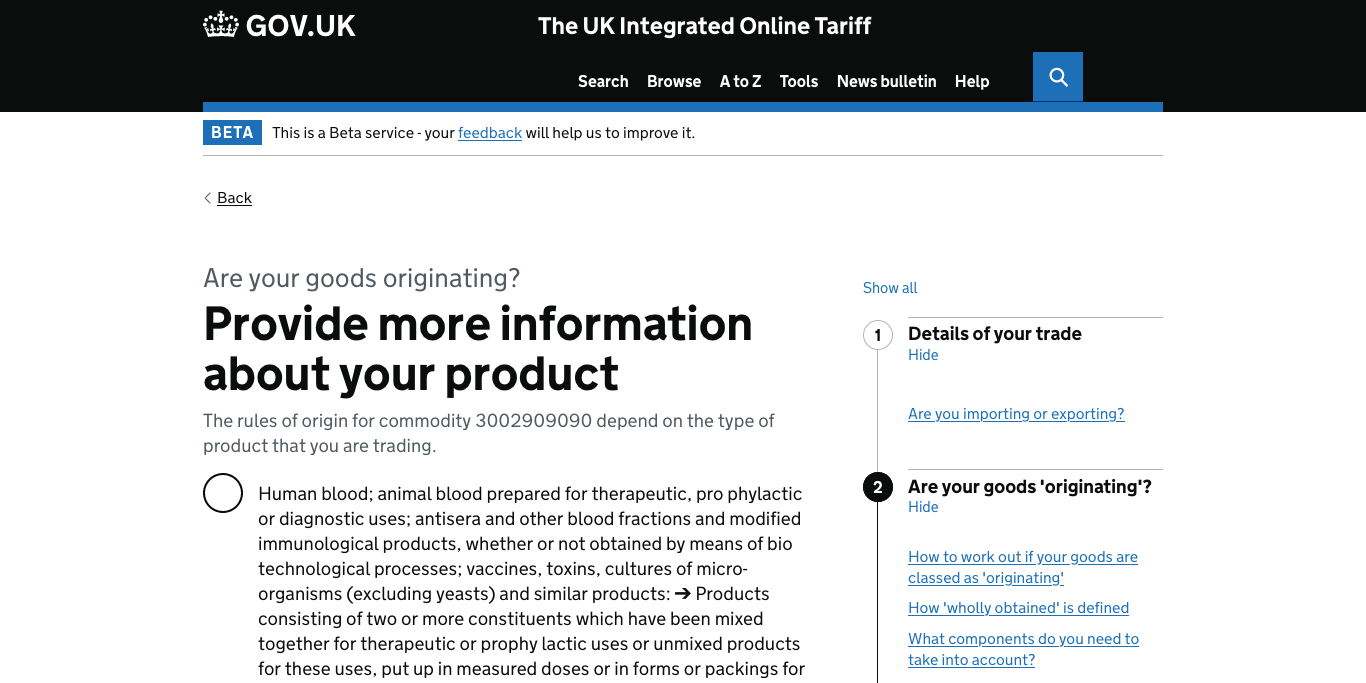 GOV.UK
The UK Integrated Online Tariff
Search Browse A to Z Tools News bulletin Help
BETA This is a Beta service - your feedback will help us to improve it.
Back
Are your goods originating?
Provide more information
about your product
The rules of origin for commodity 3002909090 depend on the type of
product that you are trading.
Human blood; animal blood prepared for therapeutic, pro phylactic
or diagnostic uses; antisera and other blood fractions and modified
immunological products, whether or not obtained by means of bio
technological processes; vaccines, toxins, cultures of micro-
organisms (excluding yeasts) and similar products: ➔ Products
consisting of two or more constituents which have been mixed
together for therapeutic or prophy lactic uses or unmixed products
for these uses, put up in measured doses or in forms or packings for
Show all
1 Details of your trade
Hide
Are you importing or exporting?
2 Are your goods 'originating'?
Hide
How to work out if your goods are
classed as 'originating'
How 'wholly obtained' is defined
What components do you need to
take into account?